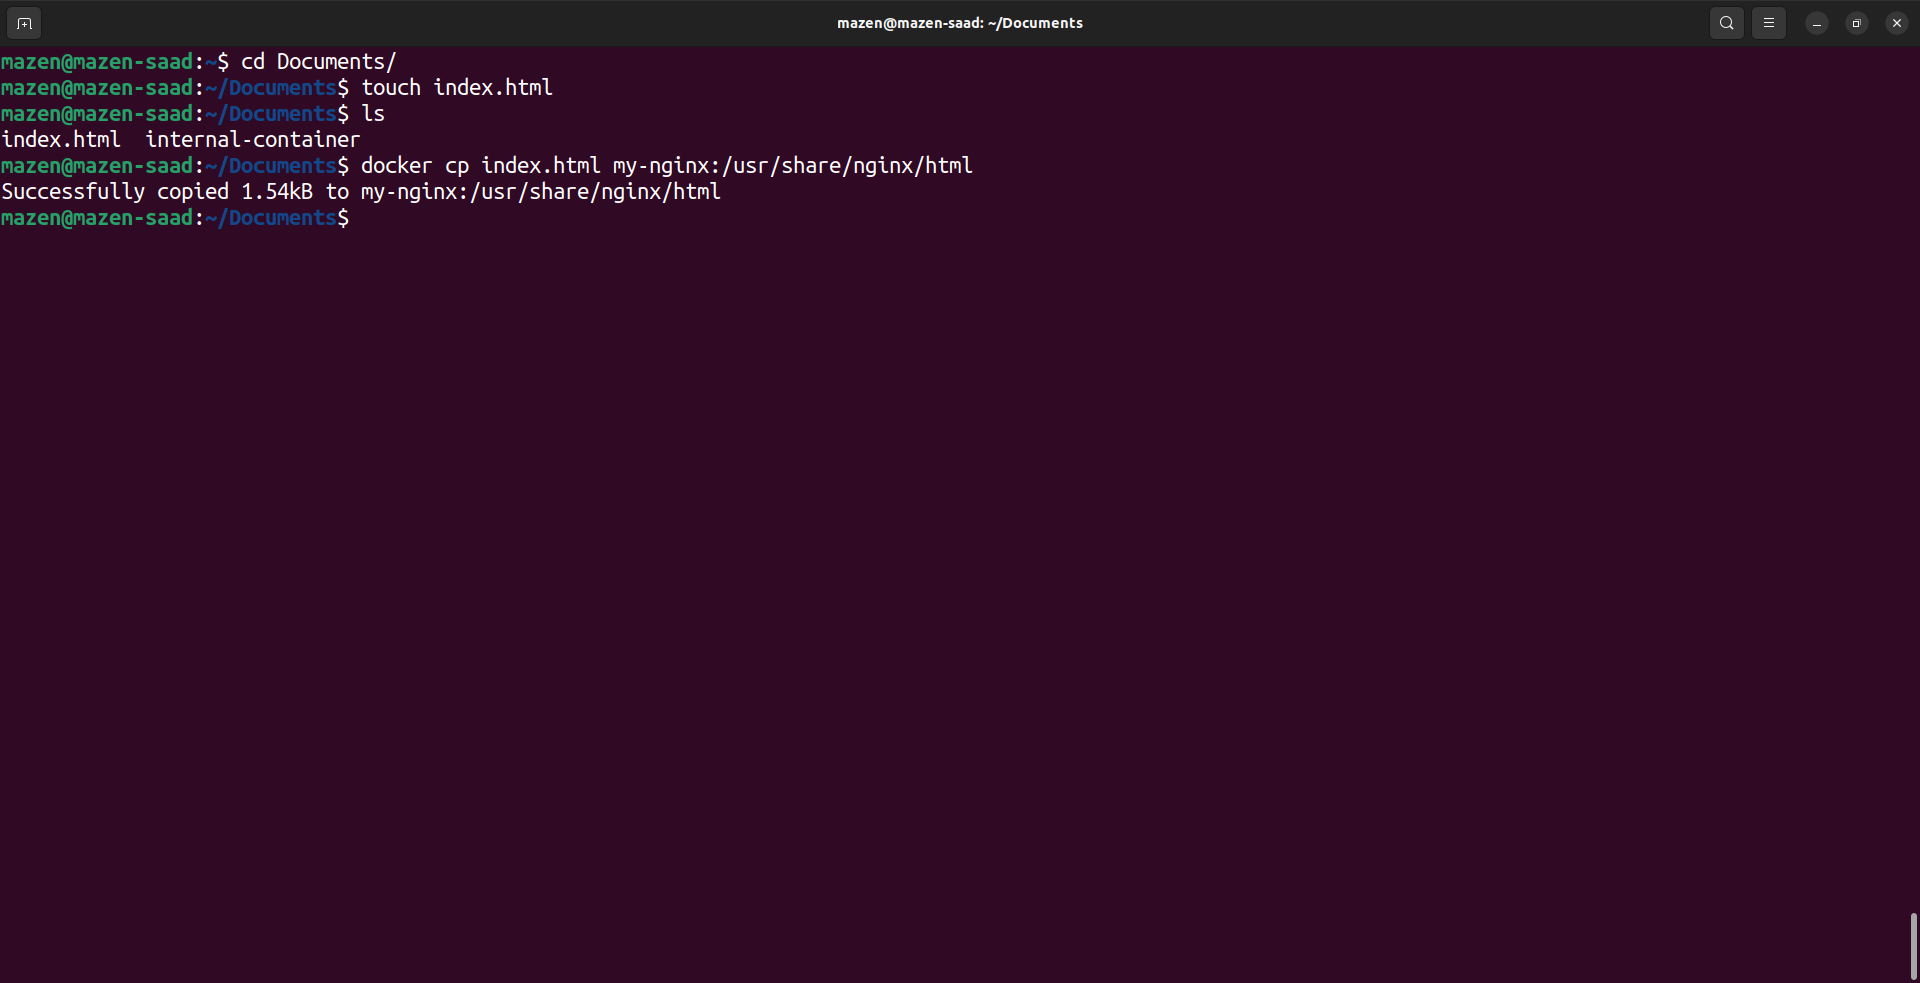 mazen@mazen-saad: ~/Documents
mazen@mazen-saad:~$ cd Documents/
mazen@mazen-saad:~/Documents$ touch index.html
mazen@mazen-saad:~/Documents$ ls
index.html  internal-container
mazen@mazen-saad:~/Documents$ docker cp index.html my-nginx:/usr/share/nginx/html
Successfully copied 1.54kB to my-nginx:/usr/share/nginx/html
mazen@mazen-saad:~/Documents$